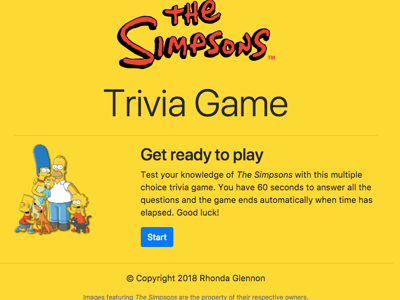 THE
SIMPSONS™
Trivia Game
Get ready to play
Test your knowledge of The Simpsons with this multiple
choice trivia game. You have 60 seconds to answer all the
questions and the game ends automatically when time has
elapsed. Good luck!
Start
© Copyright 2018 Rhonda Glennon
Images featuring The Simpsons are the property of their respective owners.